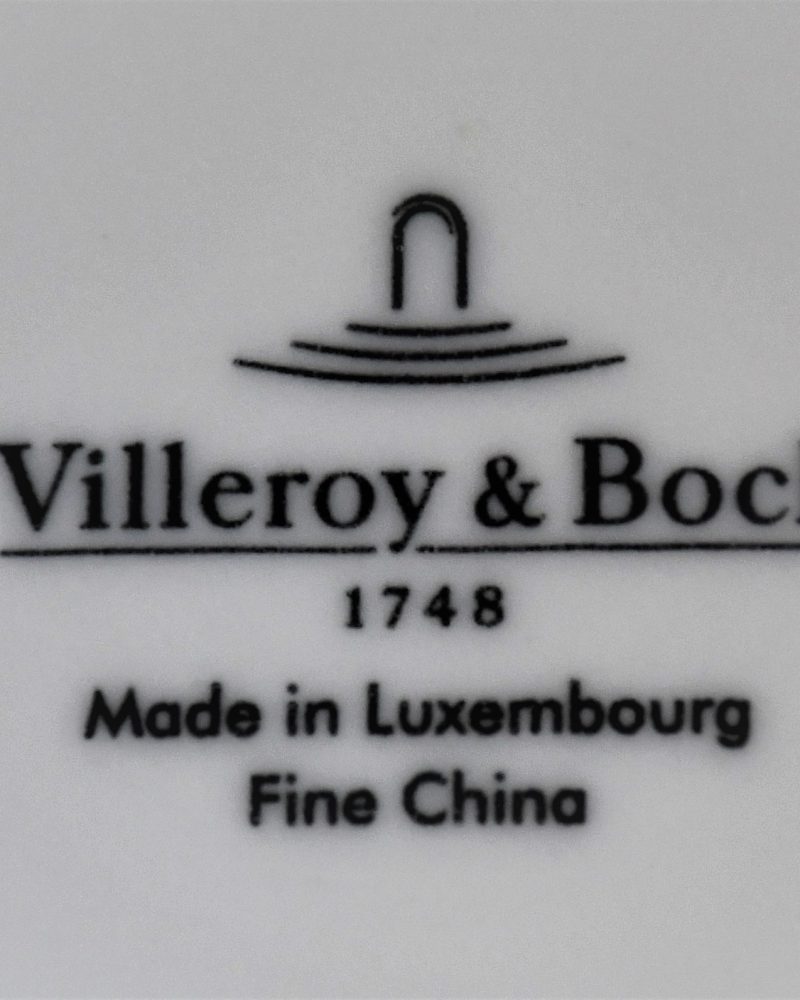 Villeroy & Boc
1748
Made in Luxembourg
Fine China